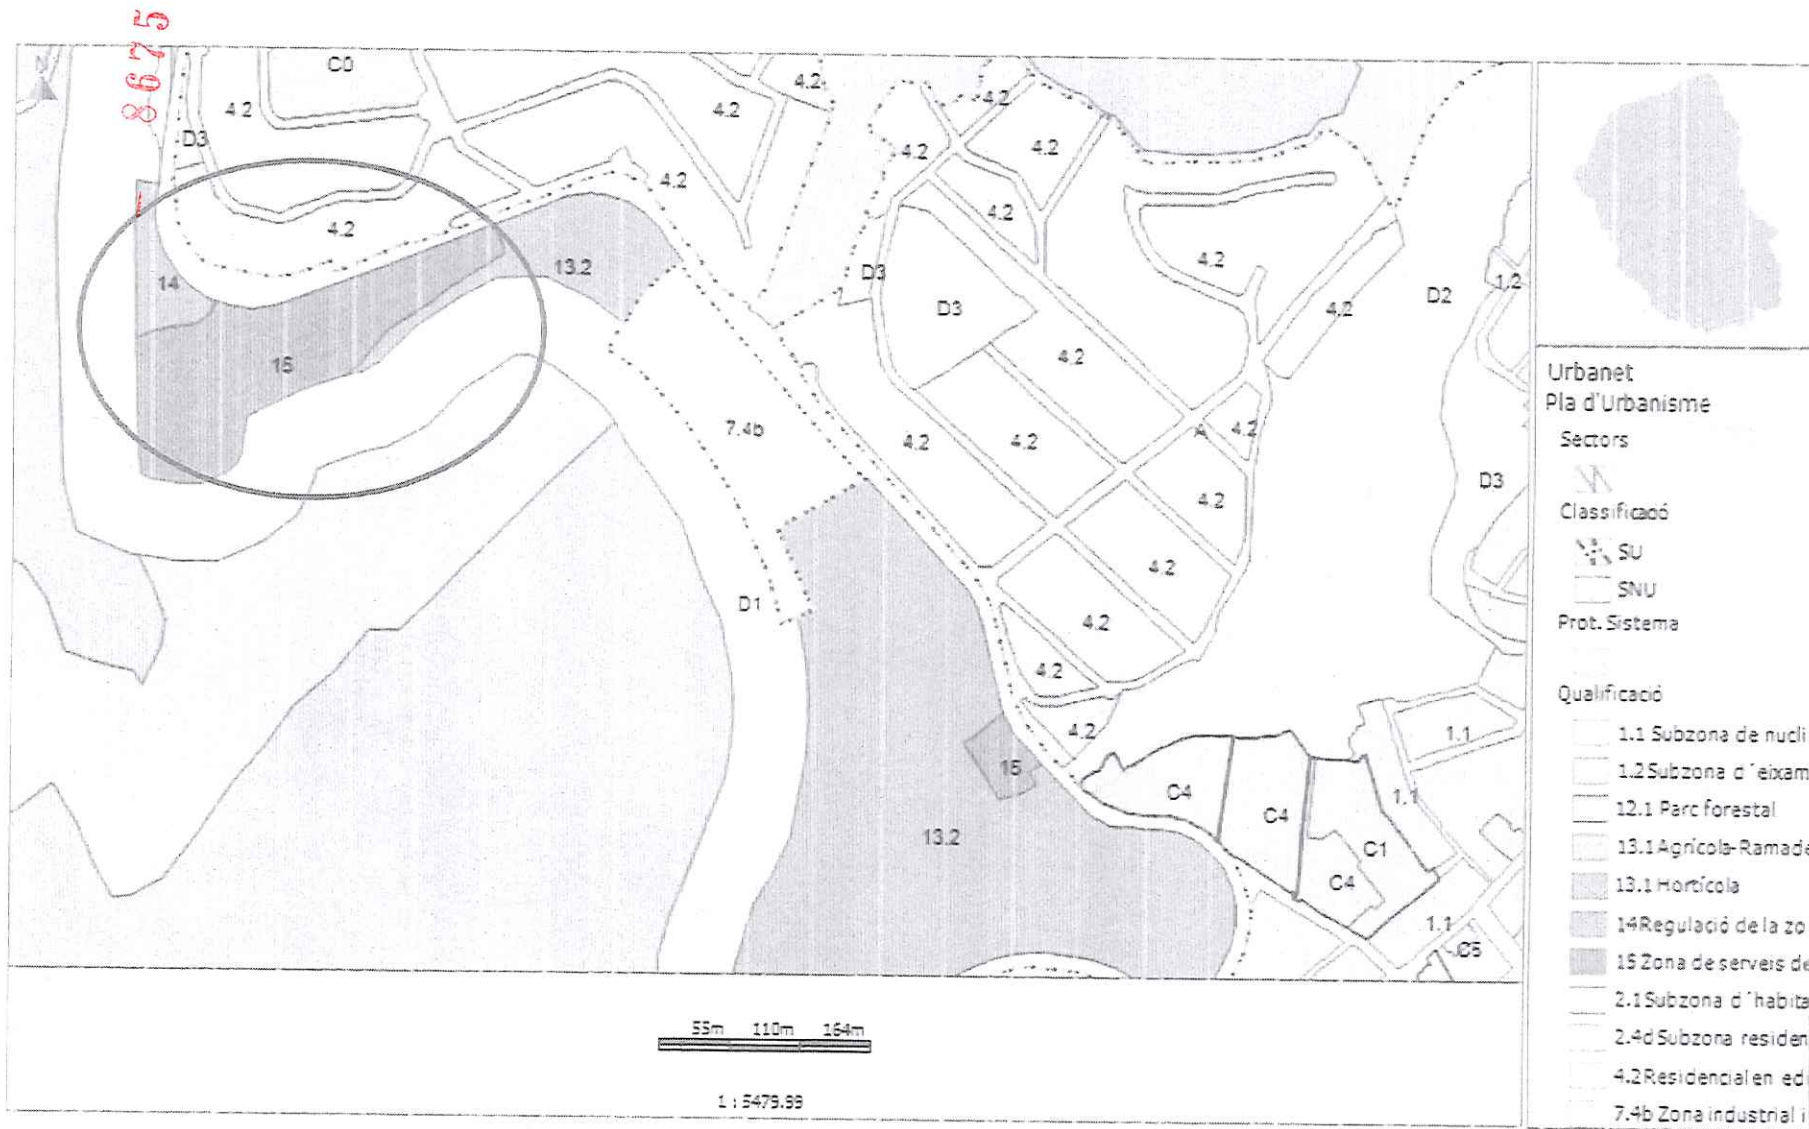 8675
N
C0
4.2
4.2
4.2
4.2
D3
4.2
4.2
4.2
4.2
4.2
4.2
14
13.2
D3
D3
4.2
1.2
D2
4.2
15
4.2
7.4b
4.2
4.2
A
4.2
D3
4.2
4.2
D1
4.2
4.2
4.2
1.1
15
C4
1.1
C4
13.2
C1
C4
1.1
C5
Urbanet
Pla d'Urbanisme
Sectors
Classificació
SU
SNU
Prot. Sistema
Qualificació
1.1 Subzona de nucli
1.2 Subzona d´eixam
12.1 Parc forestal
13.1 Agrícola-Ramade
13.1 Hortícola
14 Regulació de la zo
15 Zona de serveis de
2.1 Subzona d´habita
2.4d Subzona residen
4.2 Residencial en edi
7.4b Zona industrial i
55m 110m 164m
1 : 5479.99